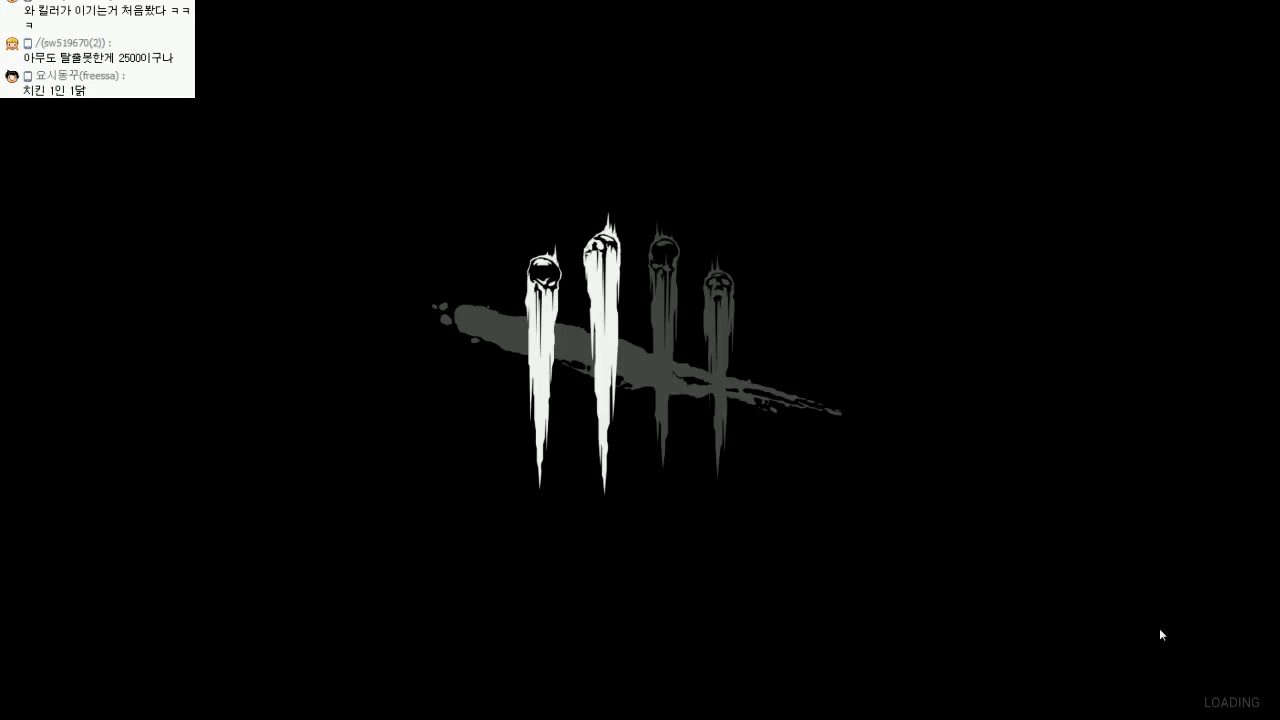 와 킬러가 이기는거 처음봤다 ㅋㅋ
ㅋ
/(sw519670(2)) :
아무도 탈출못한게 2500이구나
요시동꾸(freessa) :
치킨 1인 1닭
LOADING